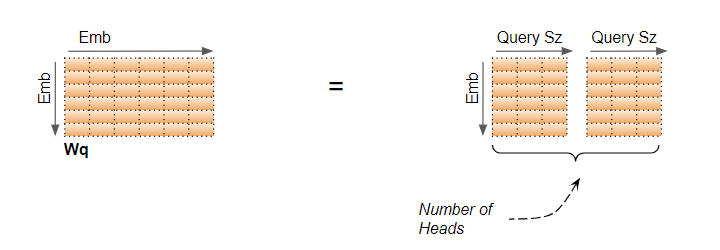 Emb
Emb
Wq
=
Query Sz
Query Sz
Emb
Number of
Heads